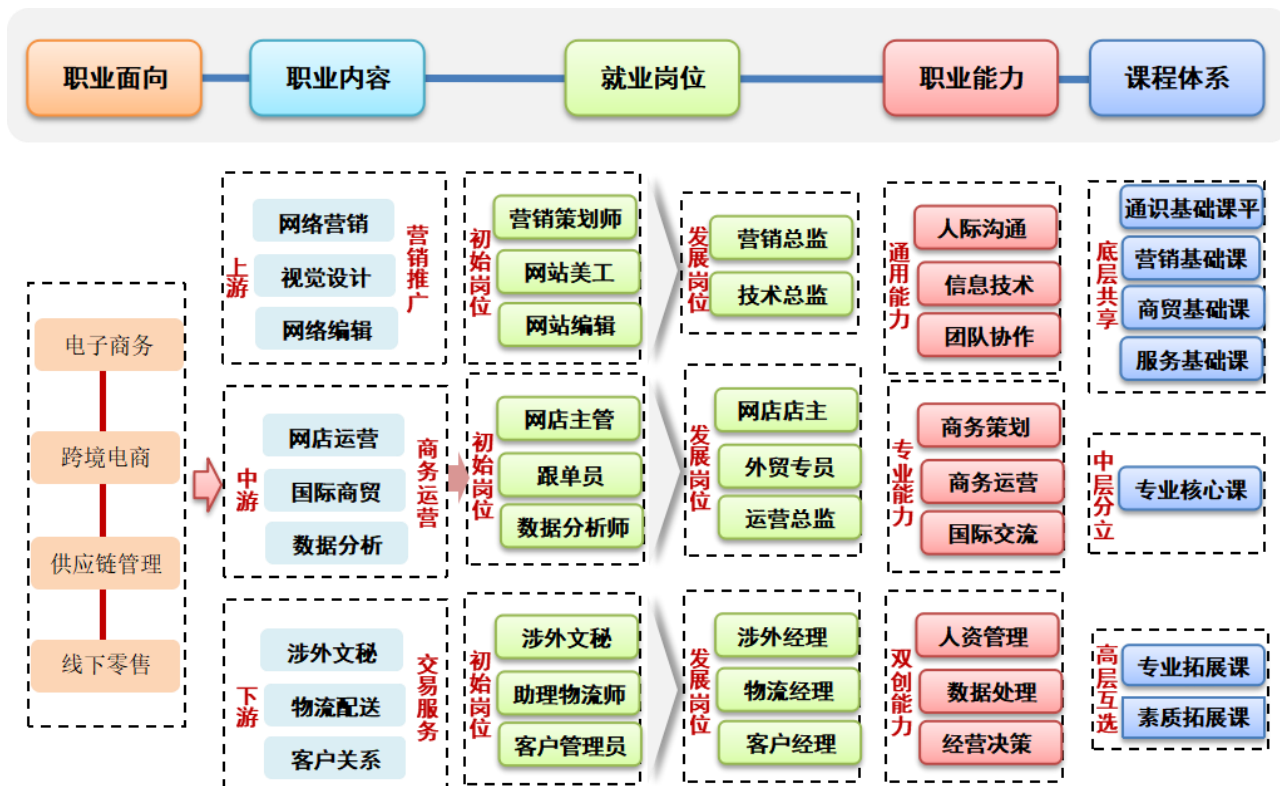 职业面向
职业内容
就业岗位
职业能力
课程体系
电子商务
跨境电商
供应链管理
线下零售
上游
网络营销
视觉设计
网络编辑
营销推广
初始岗位
营销策划师
网站美工
网站编辑
发展岗位
营销总监
技术总监
通用能力
人际沟通
信息技术
团队协作
底层共享
通识基础课平
营销基础课
商贸基础课
服务基础课
中游
网店运营
国际商贸
数据分析
商务运营
初始岗位
网店主管
跟单员
数据分析师
发展岗位
网店店主
外贸专员
运营总监
专业能力
商务策划
商务运营
国际交流
中层分立
专业核心课
下游
涉外文秘
物流配送
客户关系
交易服务
初始岗位
涉外文秘
助理物流师
客户管理员
发展岗位
涉外经理
物流经理
客户经理
双创能力
人资管理
数据处理
经营决策
高层互选
专业拓展课
素质拓展课